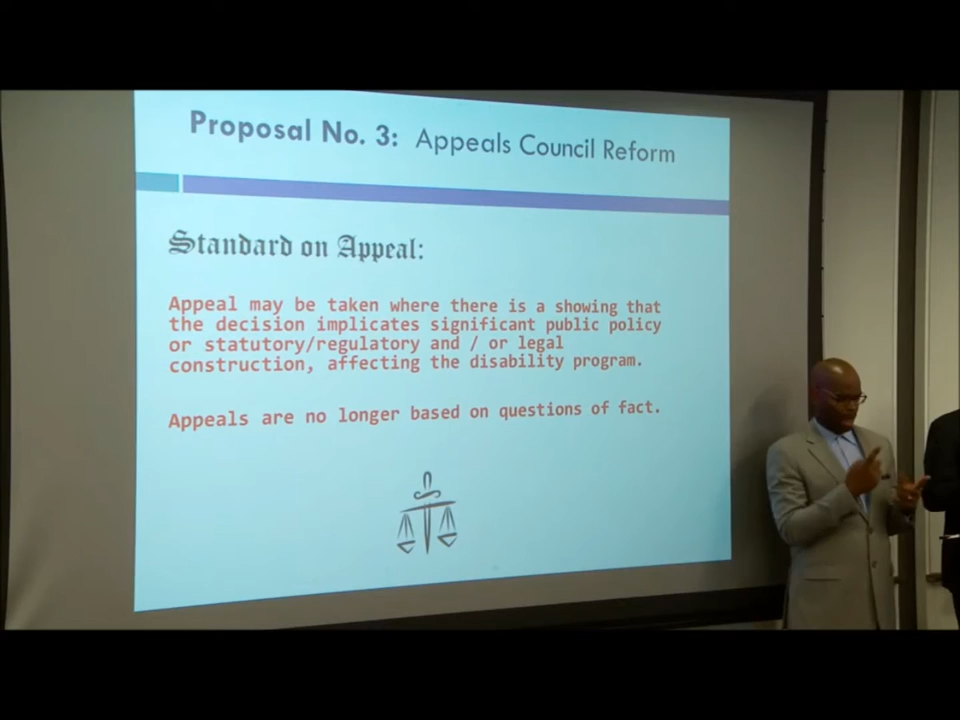 Proposal No. 3: Appeals Council Reform
Standard on Appeal:
Appeal may be taken where there is a showing that
the decision implicates significant public policy
or statutory/regulatory and / or legal
construction, affecting the disability program.
Appeals are no longer based on questions of fact.